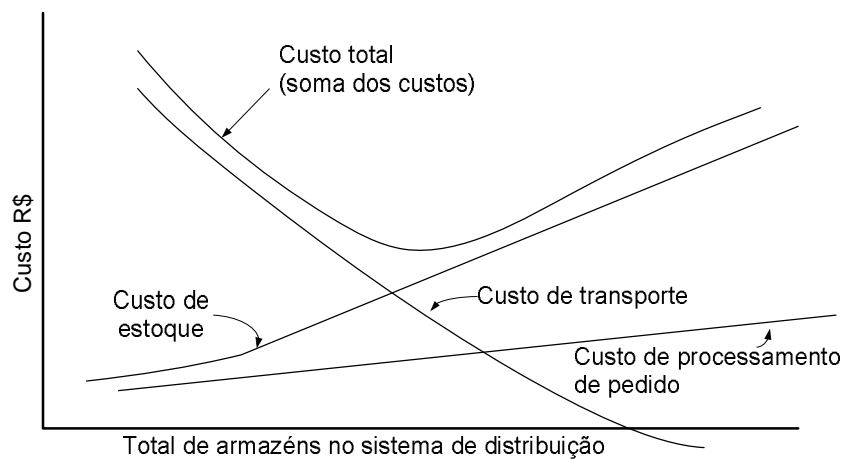 Custo total
(soma dos custos)
Custo R$
Custo de
estoque
Custo de transporte
Custo de processamento
de pedido
Total de armazéns no sistema de distribuição